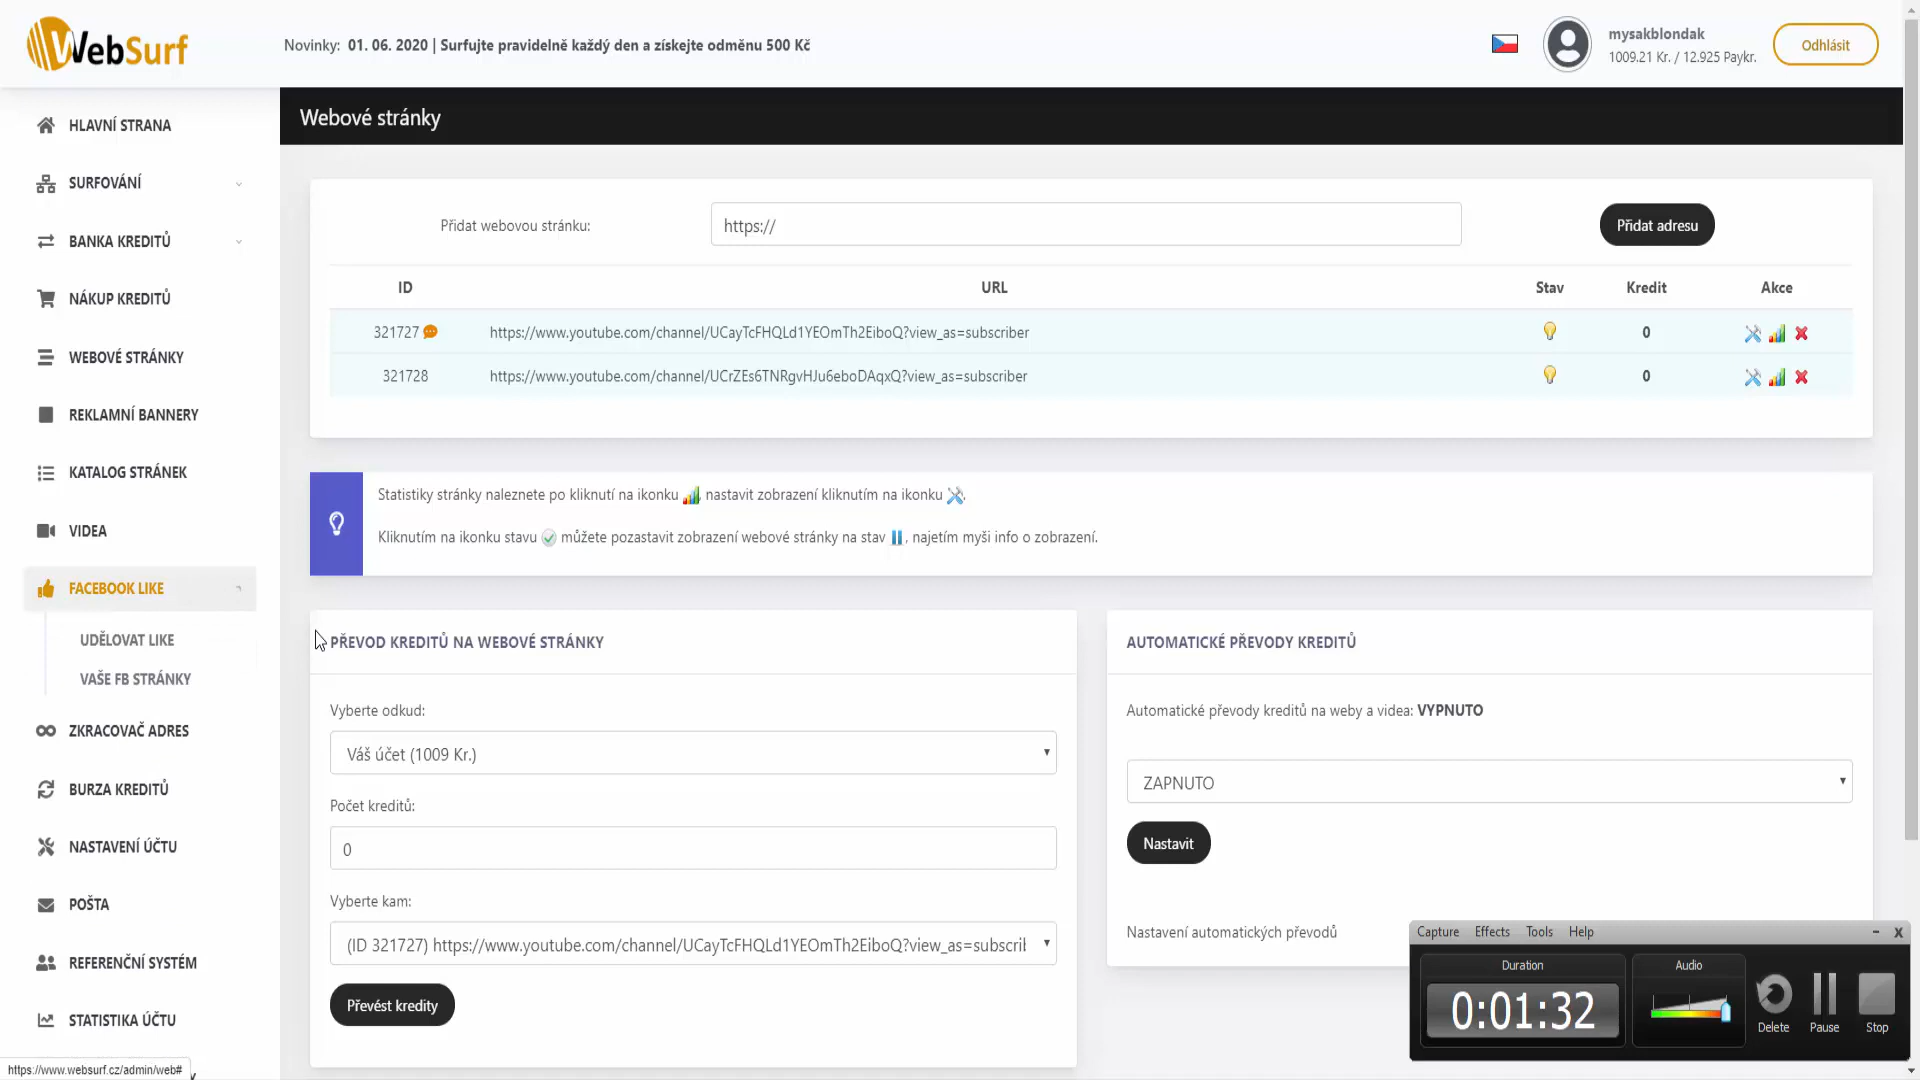 WebSurf
Novinky: 01. 06. 2020 | Surfujte pravidelně každý den a získejte odměnu 500 Kč
mysakblondak
1009.21 Kr. / 12.925 Paykr.
Odhlásit
HLAVNÍ STRANA
SURFOVÁNÍ
BANKA KREDITŮ
NÁKUP KREDITŮ
WEBOVÉ STRÁNKY
REKLAMNÍ BANNERY
KATALOG STRÁNEK
VIDEA
FACEBOOK LIKE
UDĚLOVAT LIKE
VAŠE FB STRÁNKY
ZKRACOVAČ ADRES
BURZA KREDITŮ
NASTAVENÍ ÚČTU
POŠTA
REFERENČNÍ SYSTÉM
STATISTIKA ÚČTU
https://www.websurf.cz/admin/web#
Webové stránky
Přidat webovou stránku:
https://
Přidat adresu
ID URL Stav Kredit Akce
321727 https://www.youtube.com/channel/UCayTcFHQLd1YEOmTh2EiboQ?view_as=subscriber 0
321728 https://www.youtube.com/channel/UCrZEs6TNRgvHJu6eboDAqxQ?view_as=subscriber 0
Statistiky stránky naleznete po kliknutí na ikonku , nastavit zobrazení kliknutím na ikonku .
Kliknutím na ikonku stavu můžete pozastavit zobrazení webové stránky na stav , najetím myši info o zobrazení.
PŘEVOD KREDITŮ NA WEBOVÉ STRÁNKY
Vyberte odkud:
Váš účet (1009 Kr.)
Počet kreditů:
0
Vyberte kam:
(ID 321727) https://www.youtube.com/channel/UCayTcFHQLd1YEOmTh2EiboQ?view_as=subscril
Převést kredity
AUTOMATICKÉ PŘEVODY KREDITŮ
Automatické převody kreditů na weby a videa: VYPNUTO
ZAPNUTO
Nastavit
Nastavení automatických převodů
Capture Effects Tools Help
Duration
0:01:32
Audio
Delete
Pause
Stop